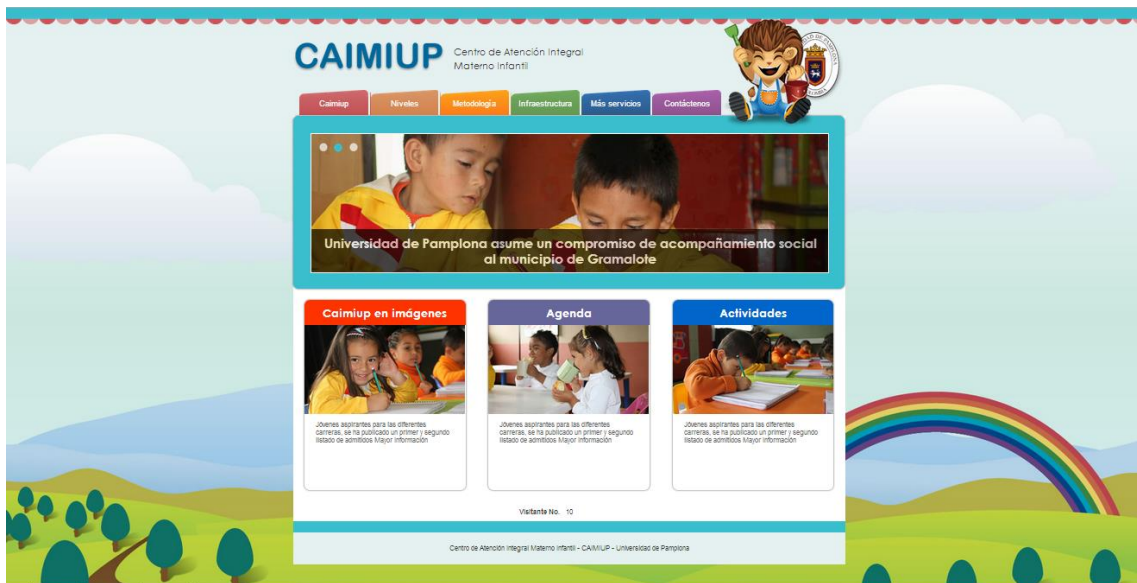 CAIMIUP
Centro de Atención Integral
Materno Infantil
Caimiup
Niveles
Metodología
Infraestructura
Más servicios
Contáctenos
Universidad de Pamplona asume un compromiso de acompañamiento social
al municipio de Gramalote
Caimiup en imágenes
Jóvenes aspirantes para las diferentes
carreras, se ha publicado un primer y segundo
listado de admitidos Mayor Información
Agenda
Jóvenes aspirantes para las diferentes
carreras, se ha publicado un primer y segundo
listado de admitidos Mayor Información
Actividades
Jóvenes aspirantes para las diferentes
carreras, se ha publicado un primer y segundo
listado de admitidos Mayor Información
Visitante No. 10
Centro de Atención Integral Materno Infantil - CAIMIUP - Universidad de Pamplona